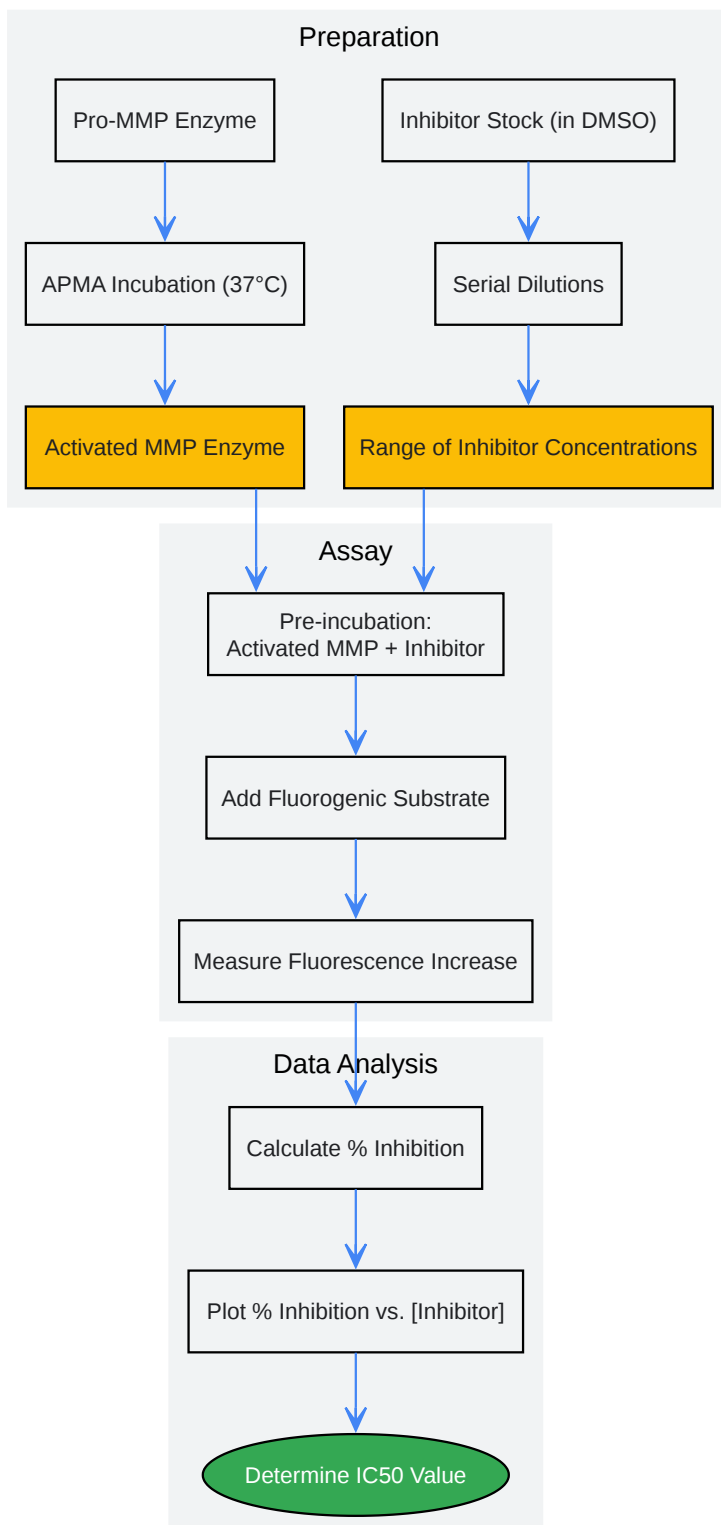 Preparation
Pro-MMP Enzyme
Inhibitor Stock (in DMSO)
APMA Incubation (37°C)
Serial Dilutions
Activated MMP Enzyme
Range of Inhibitor Concentrations
Assay
Pre-incubation:
Activated MMP + Inhibitor
Add Fluorogenic Substrate
Measure Fluorescence Increase
Data Analysis
Calculate % Inhibition
Plot % Inhibition vs. [Inhibitor]
Determine IC50 Value